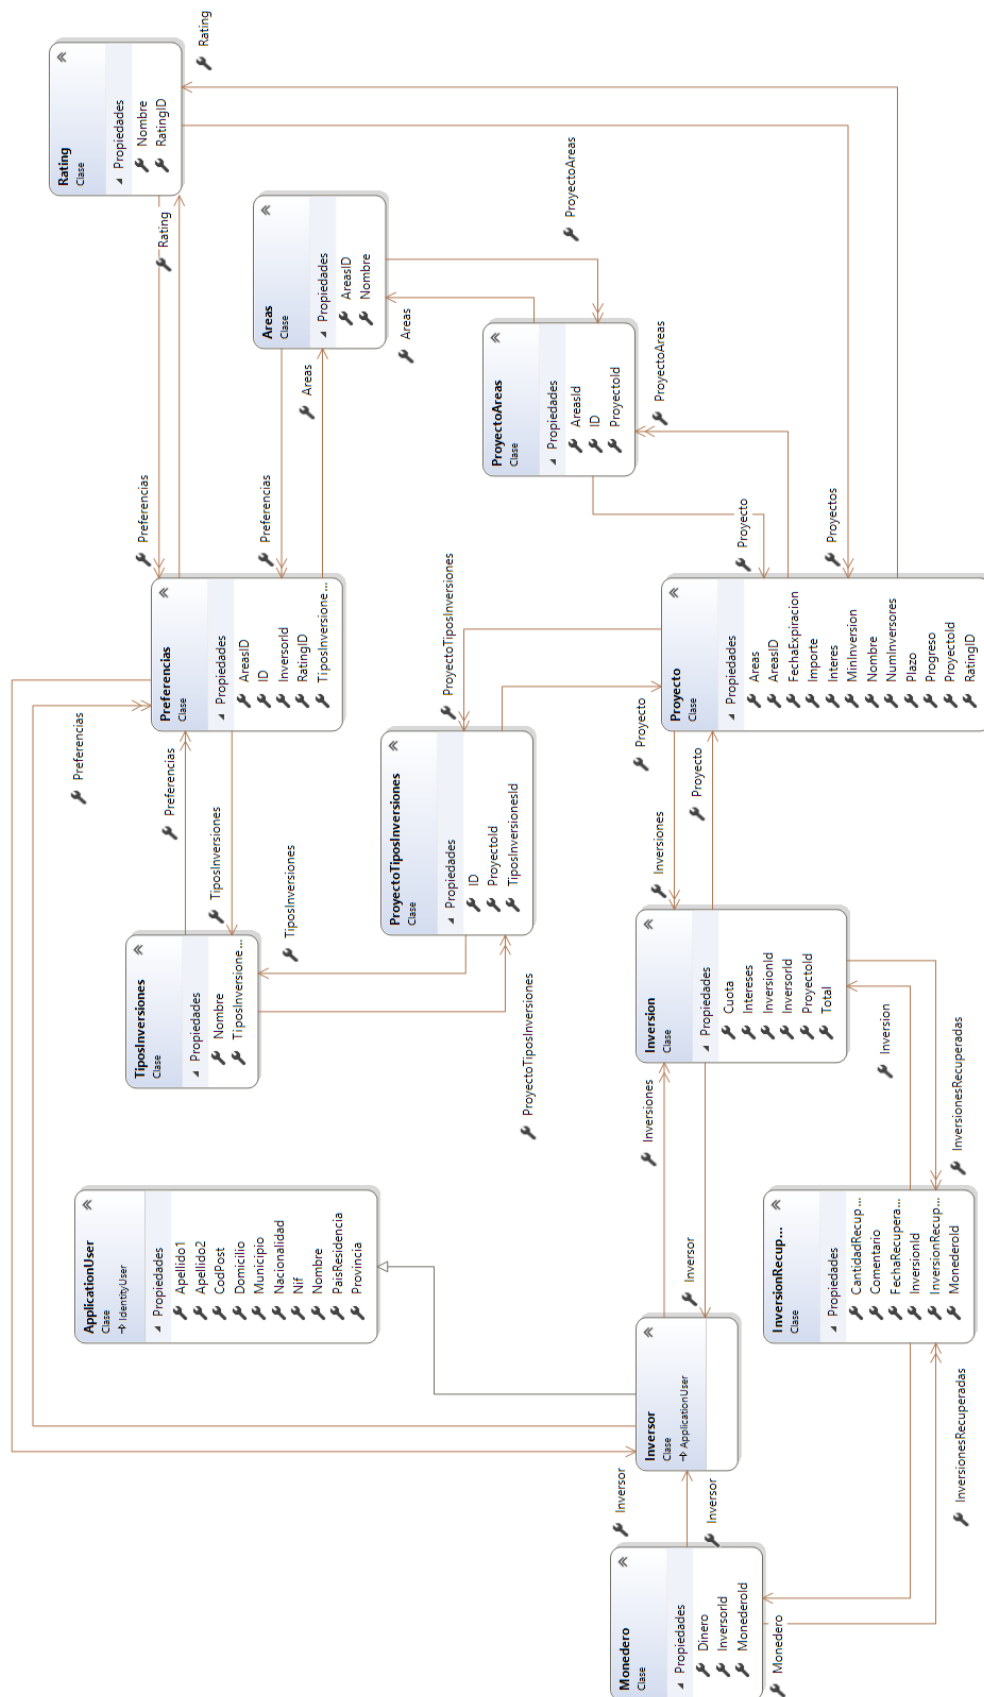 Monedero
Clase
Propiedades
Dinero
InversorId
MonederoId
Monedero
Inversor
Inversor
Inversor
Clase
ApplicationUser
Inversor
ApplicationUser
Clase
IdentityUser
Propiedades
Apellido1
Apellido2
CodPost
Domicilio
Municipio
Nacionalidad
Nif
Nombre
PaisResidencia
Provincia
InversionRecup...
Clase
Propiedades
CantidadRecup...
Comentario
FechaRecupera...
InversionId
InversionRecup...
MonederoId
InversionesRecuperadas
InversionesRecuperadas
Inversion
Inversiones
Inversion
Clase
Propiedades
Cuota
Intereses
InversionId
InversorId
ProyectoId
Total
Inversiones
Proyecto
TiposInversiones
Clase
Propiedades
Nombre
TiposInversione...
ProyectoTiposInversiones
TiposInversiones
TiposInversiones
Preferencias
Preferencias
ProyectoTiposInversiones
Clase
Propiedades
ID
ProyectoId
TiposInversionesId
Proyecto
ProyectoTiposInversiones
Preferencias
Clase
Propiedades
AreasID
ID
InversorId
RatingID
TiposInversione...
Preferencias
Preferencias
Proyecto
Clase
Propiedades
Areas
AreasID
FechaExpiracion
Importe
Interes
MinInversion
Nombre
NumInversores
Plazo
Progreso
ProyectoId
RatingID
Proyecto
Proyectos
ProyectoAreas
ProyectoAreas
Clase
Propiedades
AreasId
ID
ProyectoId
Areas
Areas
ProyectoAreas
Areas
Clase
Propiedades
AreasID
Nombre
Rating
Rating
Clase
Propiedades
Nombre
RatingID
Rating